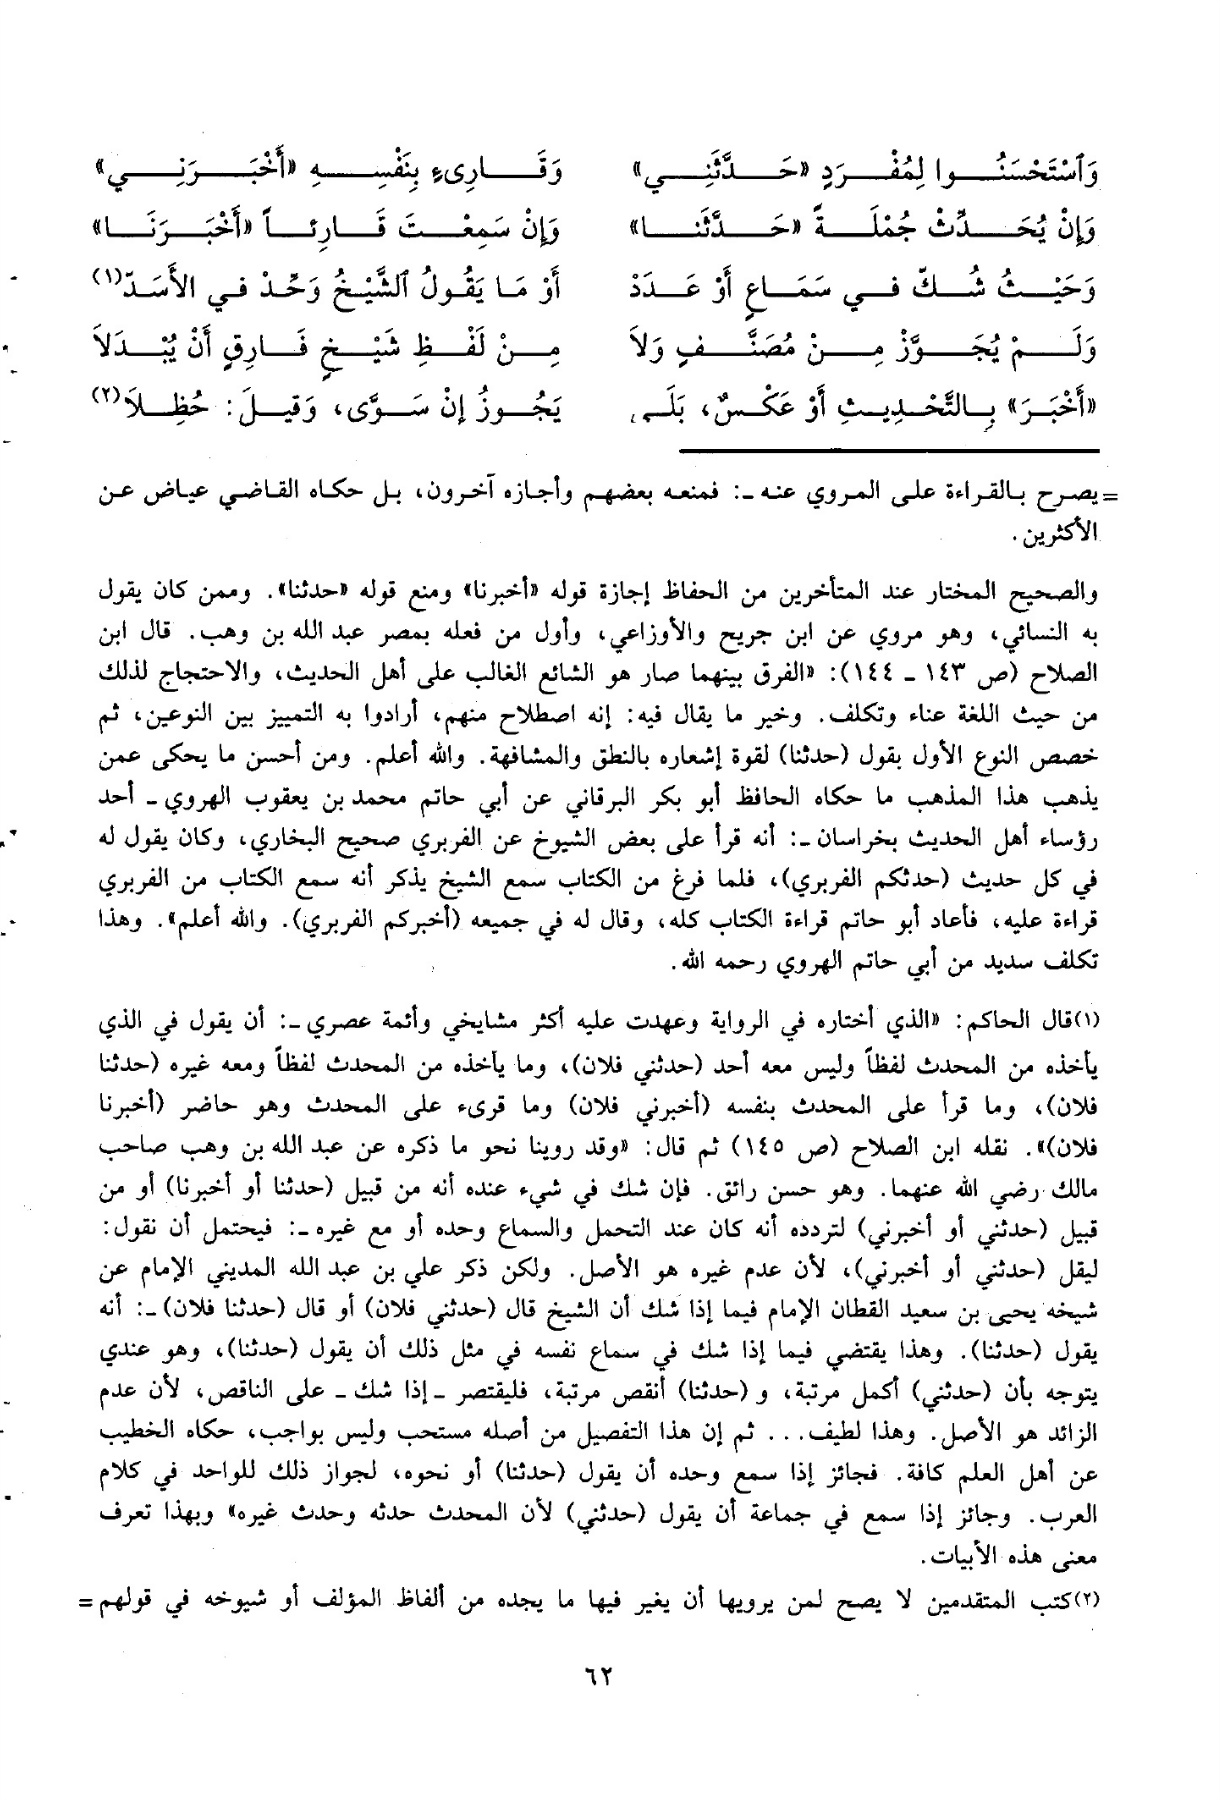 وَٱسْتَحْسَنُوا لِمُفْرَدٍ «حَدَّثَنِي» وَقَارِىءٍ بِنَفْسِهِ «أَخْبَرَنِي»
وَإِنْ يُحَدِّثْ جُمْلَةً «حَدَّثَنَا» وَإِنْ سَمِعْتَ قَارِئاً «أَخْبَرَنَا»
وَحَيْثُ شُكَّ في سَمَاعٍ أَوْ عَدَدْ أَوْ مَا يَقُولُ ٱلشَّيْخُ وَحِّدْ في الأَسَدّ(١)
وَلَمْ يُجَوَّزْ مِنْ مُصَنَّفٍ وَلاَ مِنْ لَفْظِ شَيْخٍ فَارِقٍ أَنْ يُبْدَلاَ
«أَخْبَرَ» بِالتَّحْدِيثِ أَوْ عَكْسٌ، بَلَى يَجُوزُ إِنْ سَوَّى، وَقيلَ: حُظِلاَ(٢)
=يصرح بالقراءة على المروي عنه ـ: فمنعه بعضهم وأجازه آخرون، بل حكاه القاضي عياض عن
الأكثرين.
والصحيح المختار عند المتأخرين من الحفاظ إجازة قوله «أخبرنا» ومنع قوله «حدثنا». وممن كان يقول
به النسائي، وهو مروي عن ابن جريح والأوزاعي، وأول من فعله بمصر عبد الله بن وهب. قال ابن
الصلاح (ص ١٤٣ ـ ١٤٤): «الفرق بينهما صار هو الشائع الغالب على أهل الحديث، والاحتجاج لذلك
من حيث اللغة عناء وتكلف. وخير ما يقال فيه: إنه اصطلاح منهم، أرادوا به التمييز بين النوعين، ثم
خصص النوع الأول بقول (حدثنا) لقوة إشعاره بالنطق والمشافهة. والله أعلم. ومن أحسن ما يحكى عمن
يذهب هذا المذهب ما حكاه الحافظ أبو بكر البرقاني عن أبي حاتم محمد بن يعقوب الهروي ـ أحد
رؤساء أهل الحديث بخراسان ـ: أنه قرأ على بعض الشيوخ عن الفربري صحيح البخاري، وكان يقول له
في كل حديث (حدثكم الفربري)، فلما فرغ من الكتاب سمع الشيخ يذكر أنه سمع الكتاب من الفربري
قراءة عليه، فأعاد أبو حاتم قراءة الكتاب كله، وقال له في جميعه (أخبركم الفربري). والله أعلم». وهذا
تكلف سديد من أبي حاتم الهروي رحمه الله.
(١)قال الحاكم: «الذي أختاره في الرواية وعهدت عليه أكثر مشايخي وأئمة عصري ـ: أن يقول في الذي
يأخذه من المحدث لفظاً وليس معه أحد (حدثني فلان)، وما يأخذه من المحدث لفظاً ومعه غيره (حدثنا
فلان)، وما قرأ على المحدث بنفسه (أخبرني فلان) وما قرىء على المحدث وهو حاضر (أخبرنا
فلان)». نقله ابن الصلاح (ص ١٤٥) ثم قال: «وقد روينا نحو ما ذكره عن عبد الله بن وهب صاحب
مالك رضي الله عنهما. وهو حسن رائق. فإن شك في شيء عنده أنه من قبيل (حدثنا أو أخبرنا) أو من
قبيل (حدثني أو أخبرني) لتردده أنه كان عند التحمل والسماع وحده أو مع غيره ـ: فيحتمل أن نقول:
ليقل (حدثني أو أخبرني)، لأن عدم غيره هو الأصل. ولكن ذكر علي بن عبد الله المديني الإمام عن
شيخه يحيى بن سعيد القطان الإمام فيما إذا شك أن الشيخ قال (حدثني فلان) أو قال (حدثنا فلان) ـ: أنه
يقول (حدثنا). وهذا يقتضي فيما إذا شك في سماع نفسه في مثل ذلك أن يقول (حدثنا)، وهو عندي
يتوجه بأن (حدثني) أكمل مرتبة، و (حدثنا) أنقص مرتبة، فليقتصر ـ إذا شك ـ على الناقص، لأن عدم
الزائد هو الأصل. وهذا لطيف... ثم إن هذا التفصيل من أصله مستحب وليس بواجب، حكاه الخطيب
عن أهل العلم كافة. فجائز إذا سمع وحده أن يقول (حدثنا) أو نحوه، لجواز ذلك للواحد في كلام
العرب. وجائز إذا سمع في جماعة أن يقول (حدثني) لأن المحدث حدثه وحدث غيره» وبهذا تعرف
معنى هذه الأبيات.
(٢)كتب المتقدمين لا يصح لمن يرويها أن يغير فيها ما يجده من ألفاظ المؤلف أو شيوخه في قولهم=
٦٢